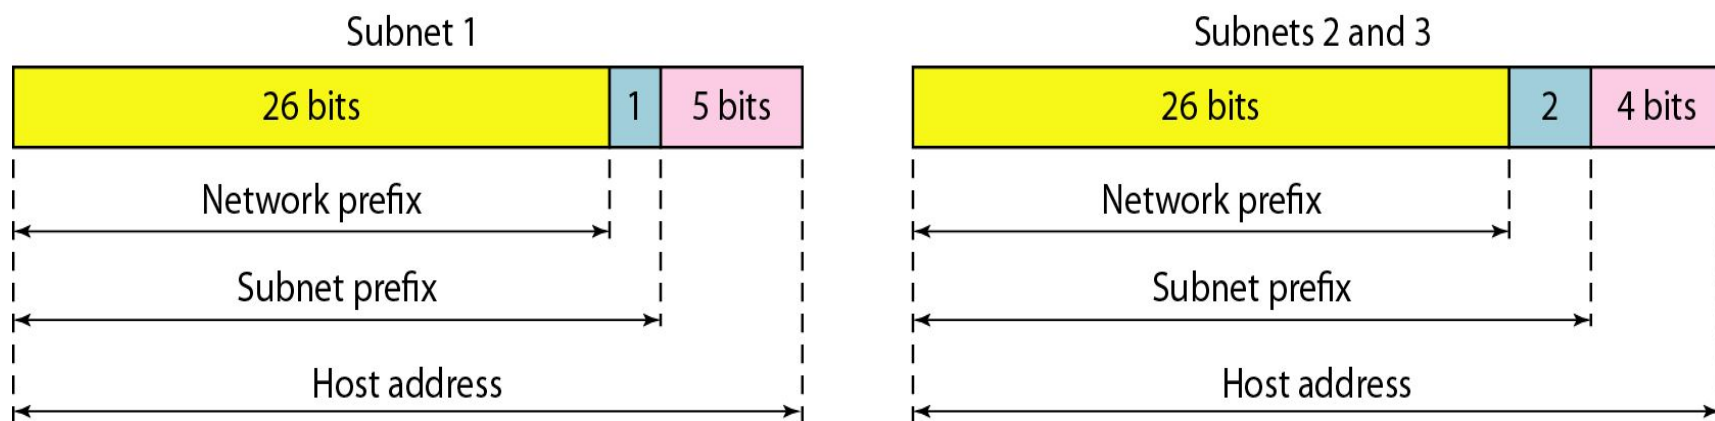 Subnet 1
26 bits 1 5 bits
Network prefix
Subnet prefix
Host address
Subnets 2 and 3
26 bits 2 4 bits
Network prefix
Subnet prefix
Host address